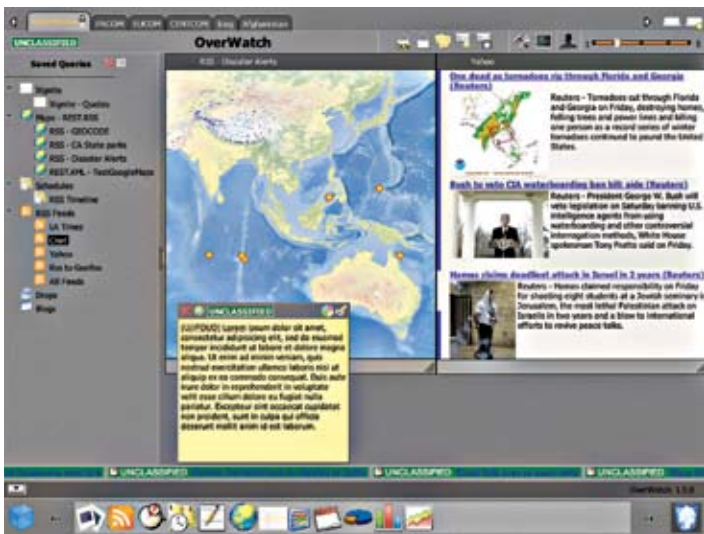 PACOM EUCOM CENTCOM Iraq Afghanistan
UNCLASSIFIED
OverWatch
Saved Queries
RSS - Disaster Alerts
Yahoo
Maps - REST.RSS
RSS - GEOCODE
RSS - CA State parks
RSS - Disaster Alerts
REST.XML - TestGoogleMaps
Schedules
RSS Timeline
RSS Feeds
LA Times
Yahoo
All Feeds
Blogs
One dead as tornadoes rip through Florida and Georgia
(Reuters)
Reuters - Tornadoes cut through Florida
and Georgia on Friday, destroying homes,
felling trees and power lines and killing
one person as a record series of winter
tornadoes continued to pound the United
States.
Bush to veto CIA waterboarding ban bill: aide (Reuters)
Reuters - President George W. Bush will
veto legislation on Saturday banning U.S.
intelligence agents from using
waterboarding and other controversial
interrogation methods, White House
spokesman Tony Fratto said on Friday.
Hamas claims deadliest attack in Israel in 2 years (Reuters)
Reuters - Hamas claimed responsibility on Friday
for shooting eight students at a Jewish seminary in
Jerusalem, the most lethal Palestinian attack on
Israelis in two years and a blow to international
efforts to revive peace talks.
UNCLASSIFIED
(U//FOUO) Lorem ipsum dolor sit amet,
consectetur adipisicing elit, sed do eiusmod
tempor incididunt ut labore et dolore magna
aliqua. Ut enim ad minim veniam, quis
nostrud exercitation ullamco laboris nisi ut
aliquip ex ea commodo consequat. Duis aute
irure dolor in reprehenderit in voluptate
velit esse cillum dolore eu fugiat nulla
pariatur. Excepteur sint occaecat cupidatat
non proident, sunt in culpa qui officia
deserunt mollit anim id est laborum.
UNCLASSIFIED
UNCLASSIFIED
UNCLASSIFIED
OverWatch 1.5.0